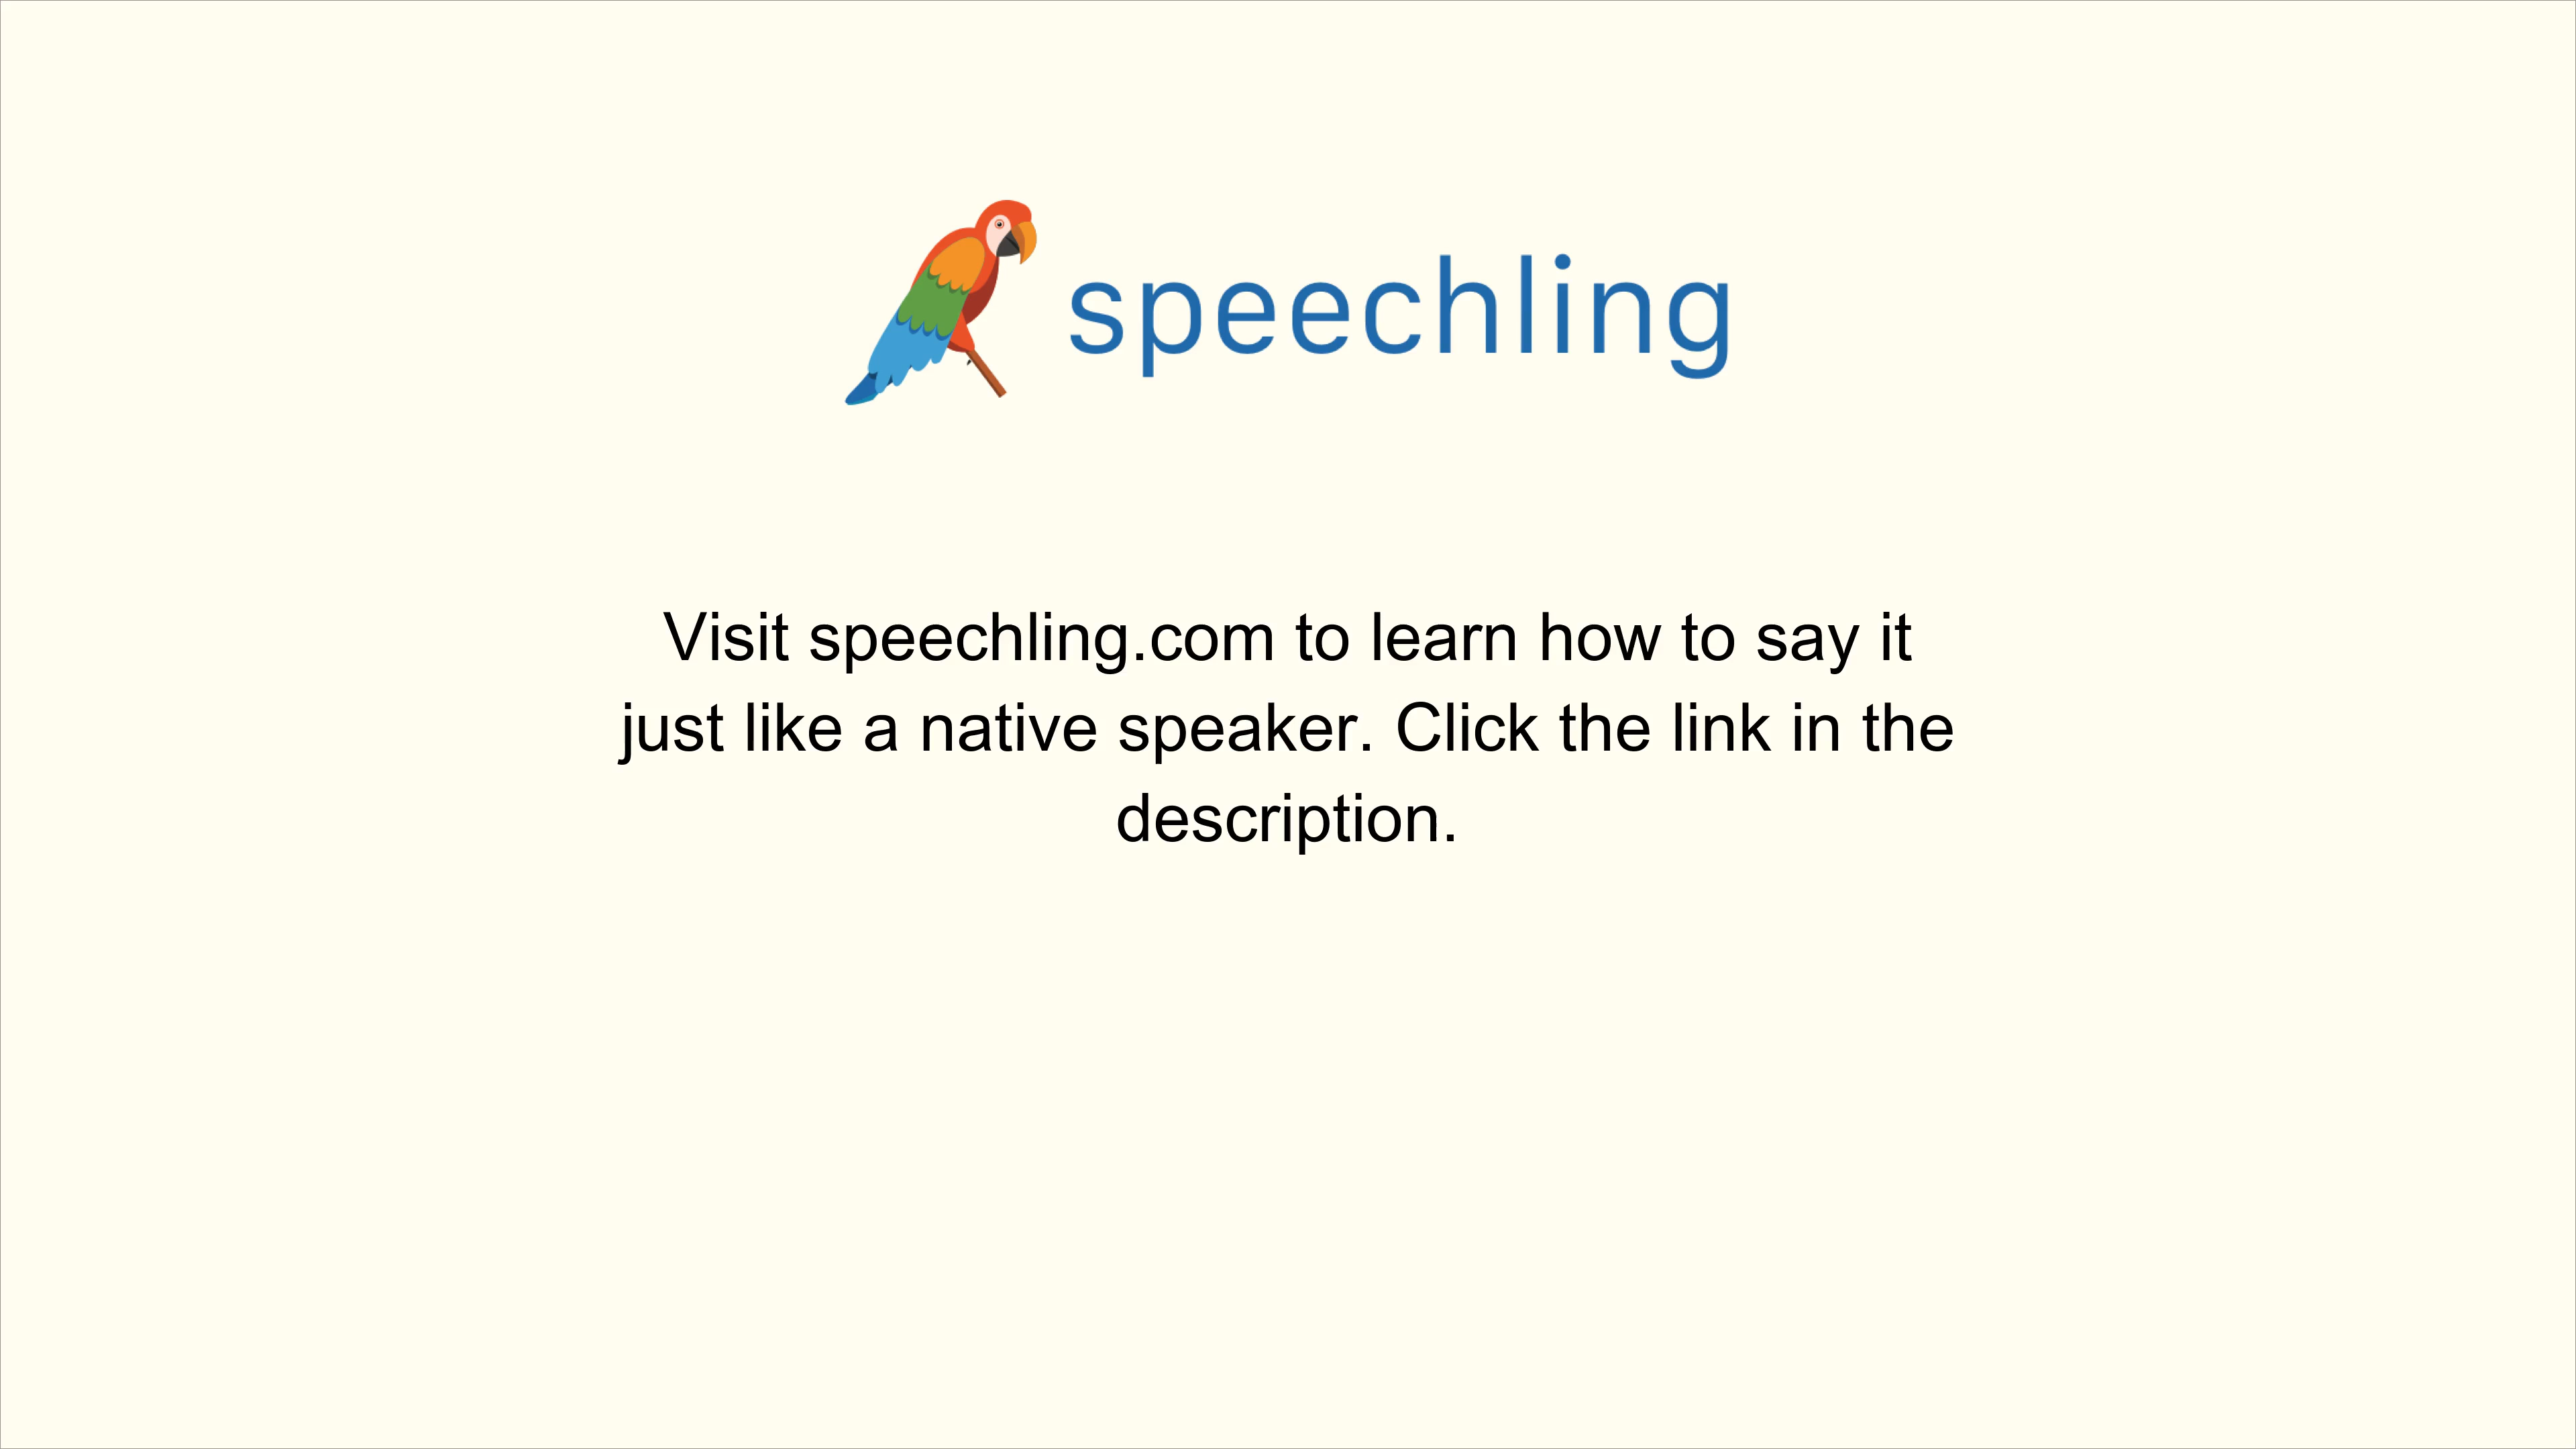 speechling
Visit speechling.com to learn how to say it
just like a native speaker. Click the link in the
description.